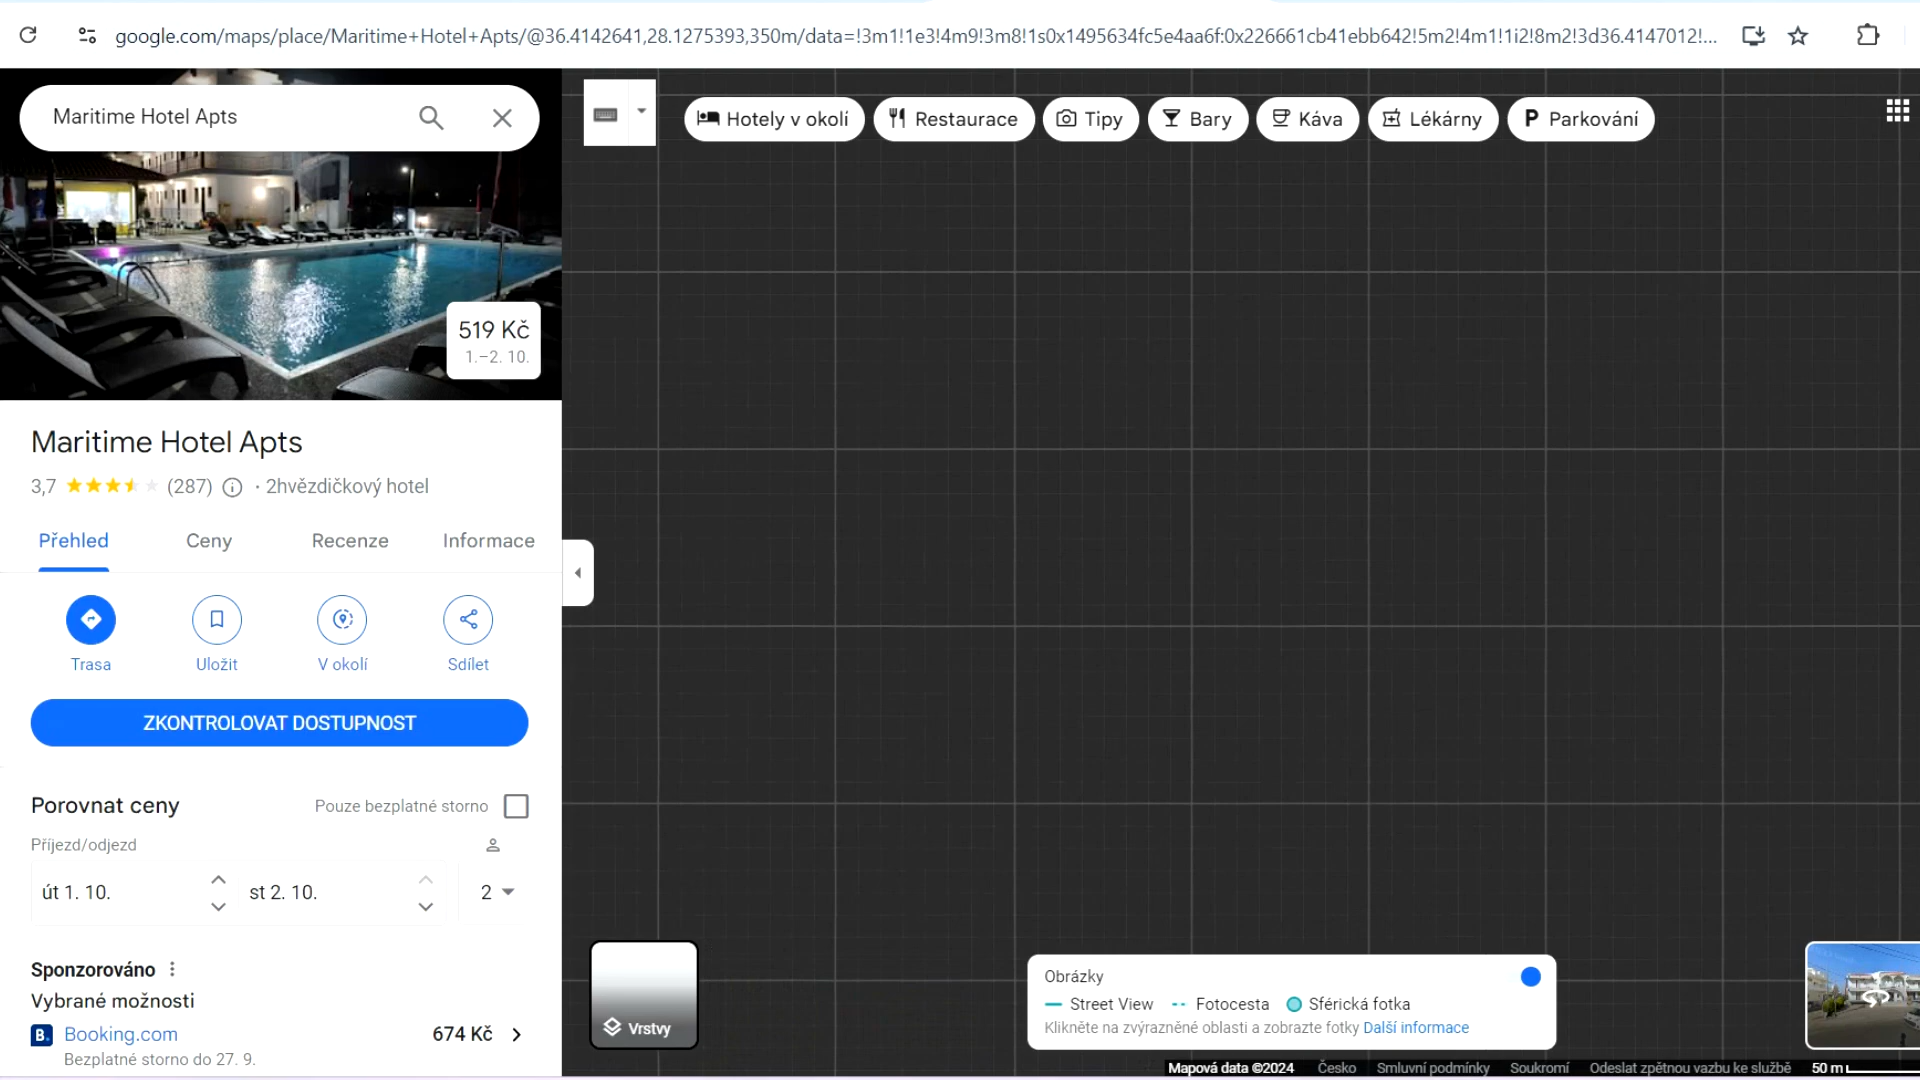 google.com/maps/place/Maritime+Hotel+Apts/@36.4142641,28.1275393,350m/data=!3m1!1e3!4m9!3m8!1s0x1495634fc5e4aa6f:0x226661cb41ebb642!5m2!4m1!1i2!8m2!3d36.4147012!...
Maritime Hotel Apts
Hotely v okolí
Restaurace
Tipy
Bary
Káva
Lékárny
P Parkování
519 Kč
1.–2. 10.
Maritime Hotel Apts
3,7 (287) · 2hvězdičkový hotel
Přehled
Ceny
Recenze
Informace
Trasa
Uložit
V okolí
Sdílet
ZKONTROLOVAT DOSTUPNOST
Porovnat ceny
Pouze bezplatné storno
Příjezd/odjezd
út 1. 10.
st 2. 10.
2
Sponzorováno
Vybrané možnosti
B. Booking.com
674 Kč
Bezplatné storno do 27. 9.
Vrstvy
Obrázky
Street View
Fotocesta
Sférická fotka
Klikněte na zvýrazněné oblasti a zobrazte fotky Další informace
Mapová data ©2024
Česko
Smluvní podmínky
Soukromí
Odeslat zpětnou vazbu ke službě
50 m